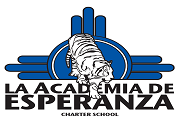 LA ACADEMIA DE
ESPERANZA
CHARTER SCHOOL